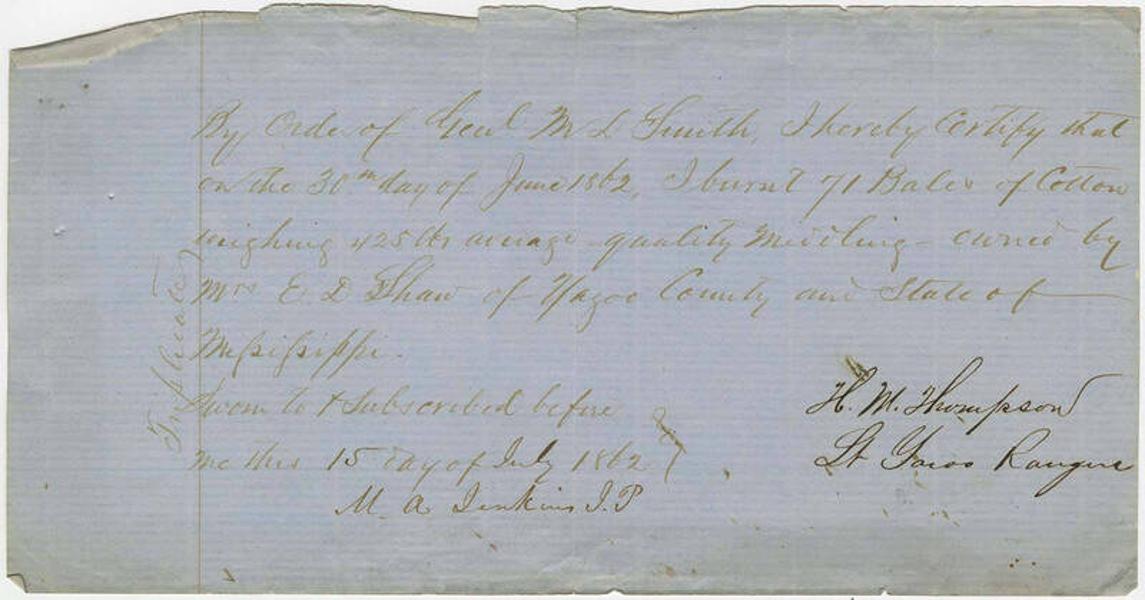 By Order of Genl M L Smith, I hereby Certify that
on the 30th day of June 1862, I burnt 71 Bales of Cotton
weighing 425 lbs average quality Midling - owned by
Mrs E. D Shaw of Yazoo County and State of
Mississippi.
Sworn to & Subscribed before
me this 15 day of July 1862
M. A. Jenkins J. P
H. M. Thompson
Lt Yazoo Rangers
Triplicate